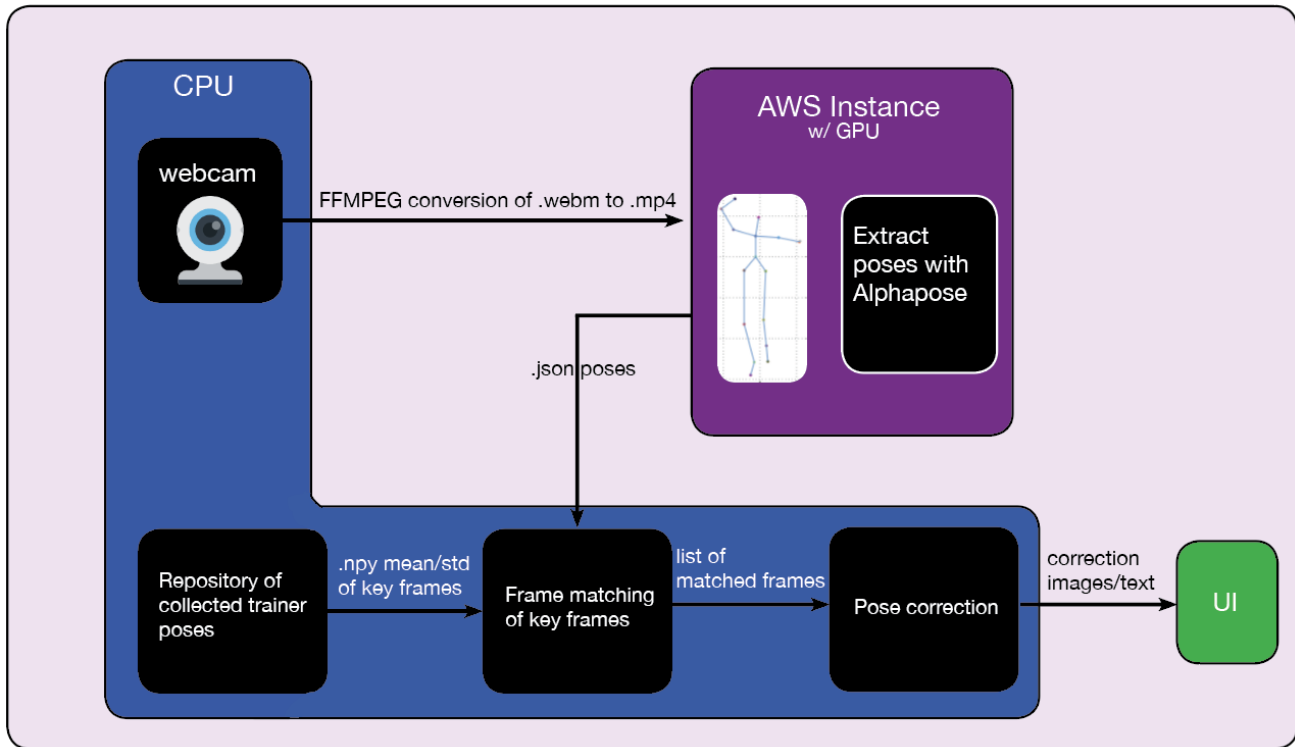 CPU
webcam
FFMPEG conversion of .webm to .mp4
AWS Instance
w/ GPU
Extract
poses with
Alphapose
.json poses
Repository of
collected trainer
poses
.npy mean/std
of key frames
Frame matching
of key frames
list of
matched frames
Pose correction
correction
images/text
UI